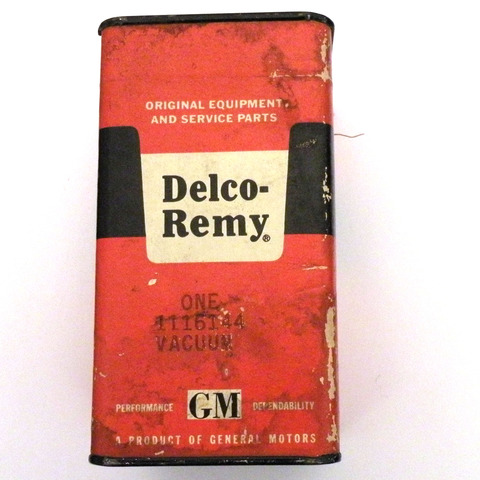 ORIGINAL EQUIPMENT
AND SERVICE PARTS
Delco-
Remy®
ONE
1116144
VACUUM
PERFORMANCE GM DEPENDABILITY
A PRODUCT OF GENERAL MOTORS